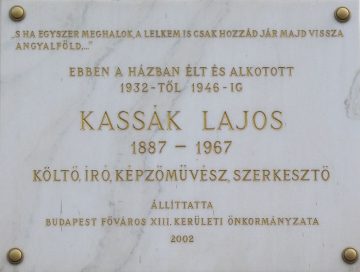 „S HA EGYSZER MEGHALOK, A LELKEM IS CSAK HOZZÁD JÁR MAJD VISSZA
ANGYALFÖLD,..."
EBBEN A HÁZBAN ÉLT ÉS ALKOTOTT
1932-TŐL 1946-IG
KASSÁK LAJOS
1887 – 1967
KÖLTŐ, ÍRÓ, KÉPZŐMŰVÉSZ, SZERKESZTŐ
ÁLLÍTTATTA
BUDAPEST FŐVÁROS XIII. KERÜLETI ÖNKORMÁNYZATA
2002